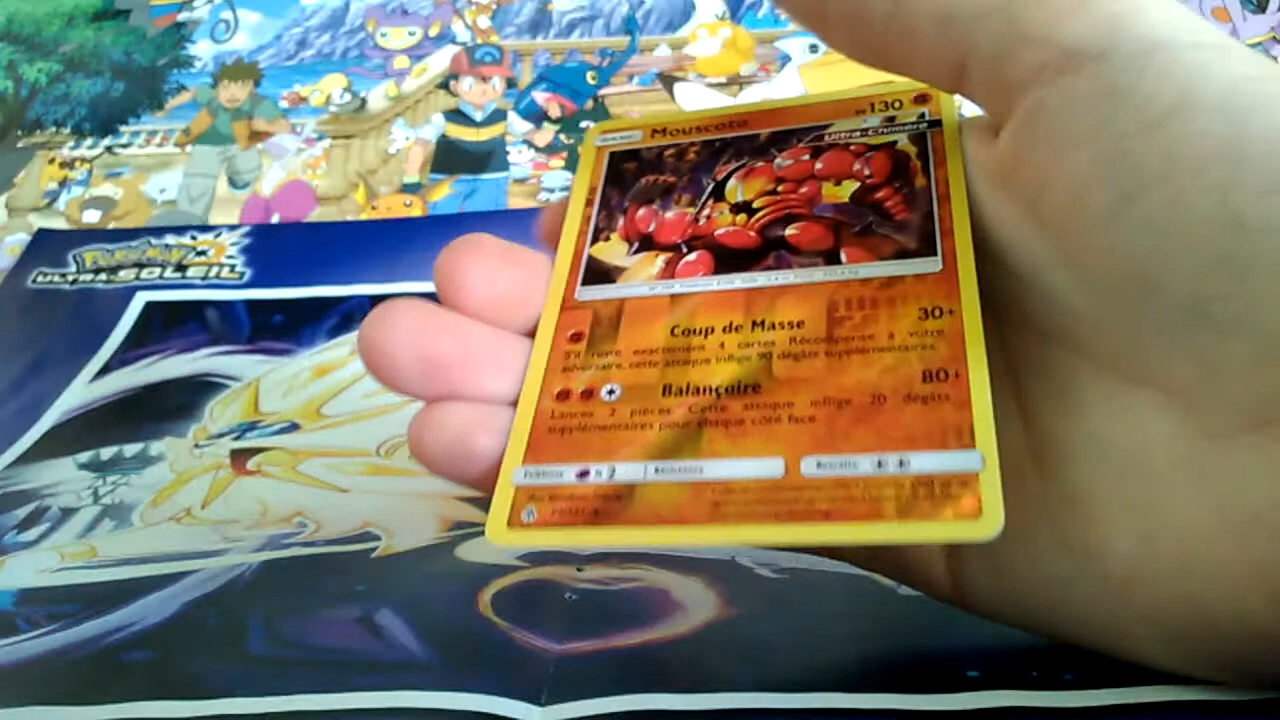 Mouscoto 130
Ultra-Chimère
POKÉMON
ULTRA-SOLEIL
Coup de Masse 30+
S'il reste exactement 4 cartes Récompense à votre
adversaire, cette attaque inflige 90 dégâts supplémentaires.
Balançoire 80+
Lancez 2 pièces. Cette attaque inflige 20 dégâts
supplémentaires pour chaque côté face.
Faiblesse ×2 Résistance Retraite